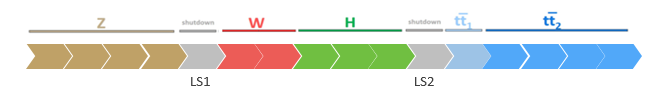 Z shutdown W H shutdown tt̄₁ tt̄₂
LS1 LS2